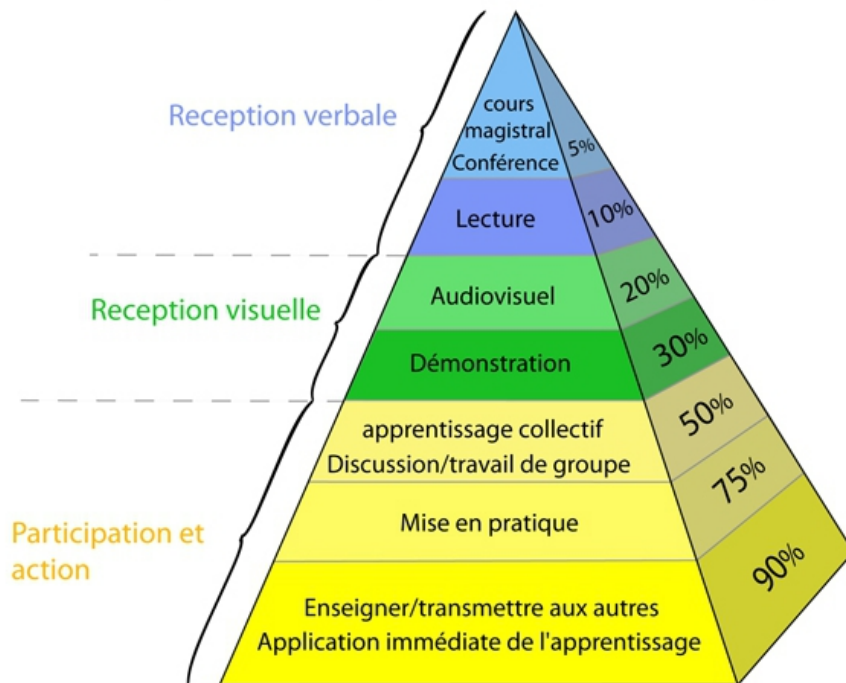 Reception verbale
cours
magistral
Conférence
5%
Lecture
10%
Reception visuelle
Audiovisuel
20%
Démonstration
30%
Participation et
action
apprentissage collectif
Discussion/travail de groupe
50%
Mise en pratique
75%
Enseigner/transmettre aux autres
Application immédiate de l'apprentissage
90%